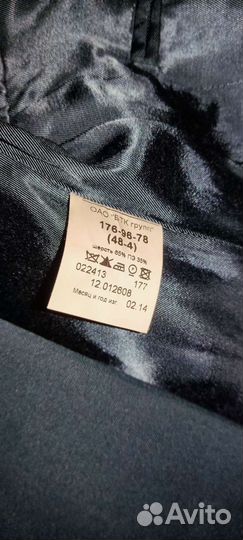 ОАО "БТК групп"
176-96-78
(48-4)
шерсть 65% ПЭ 35%
022413 177
12.012608
Месяц и год изг. 02.14
Avito